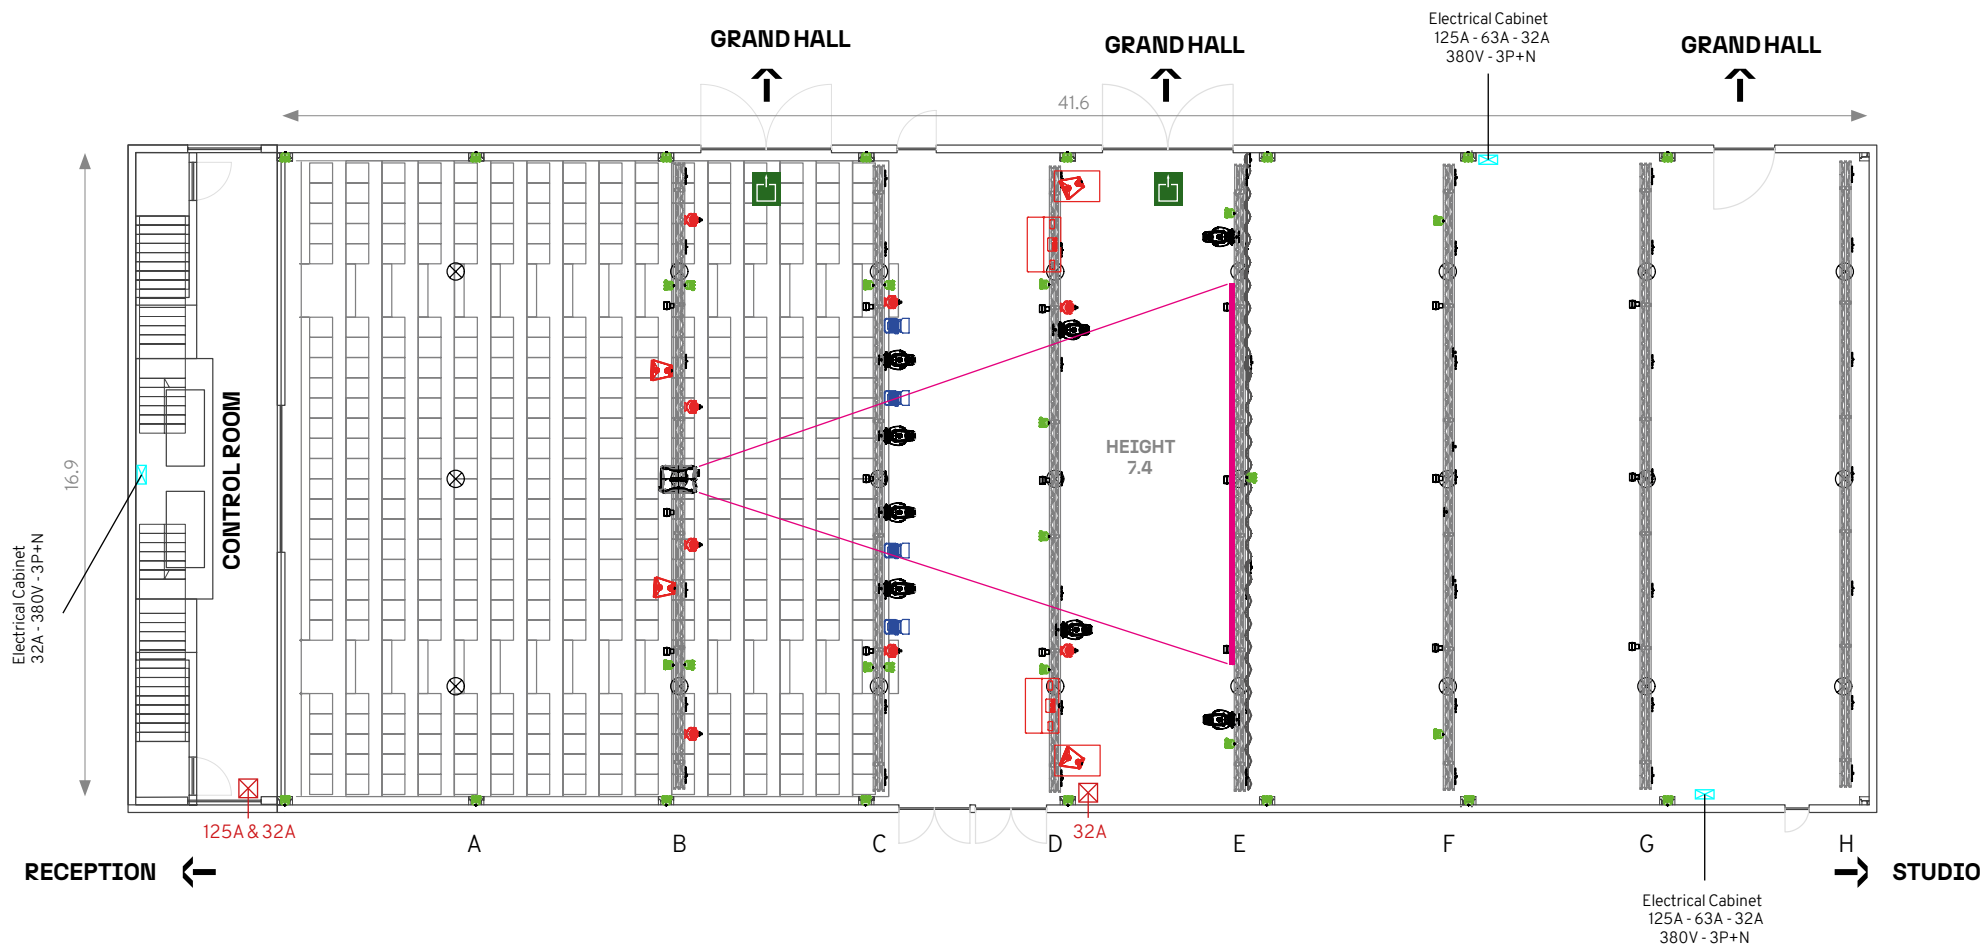 Electrical Cabinet
125A - 63A - 32A
380V - 3P+N
GRAND HALL
GRAND HALL
GRAND HALL
41.6
16.9
CONTROL ROOM
HEIGHT
7.4
Electrical Cabinet
32A - 380V - 3P+N
125A & 32A
32A
A
B
C
D
E
F
G
H
RECEPTION
STUDIO
Electrical Cabinet
125A - 63A - 32A
380V - 3P+N